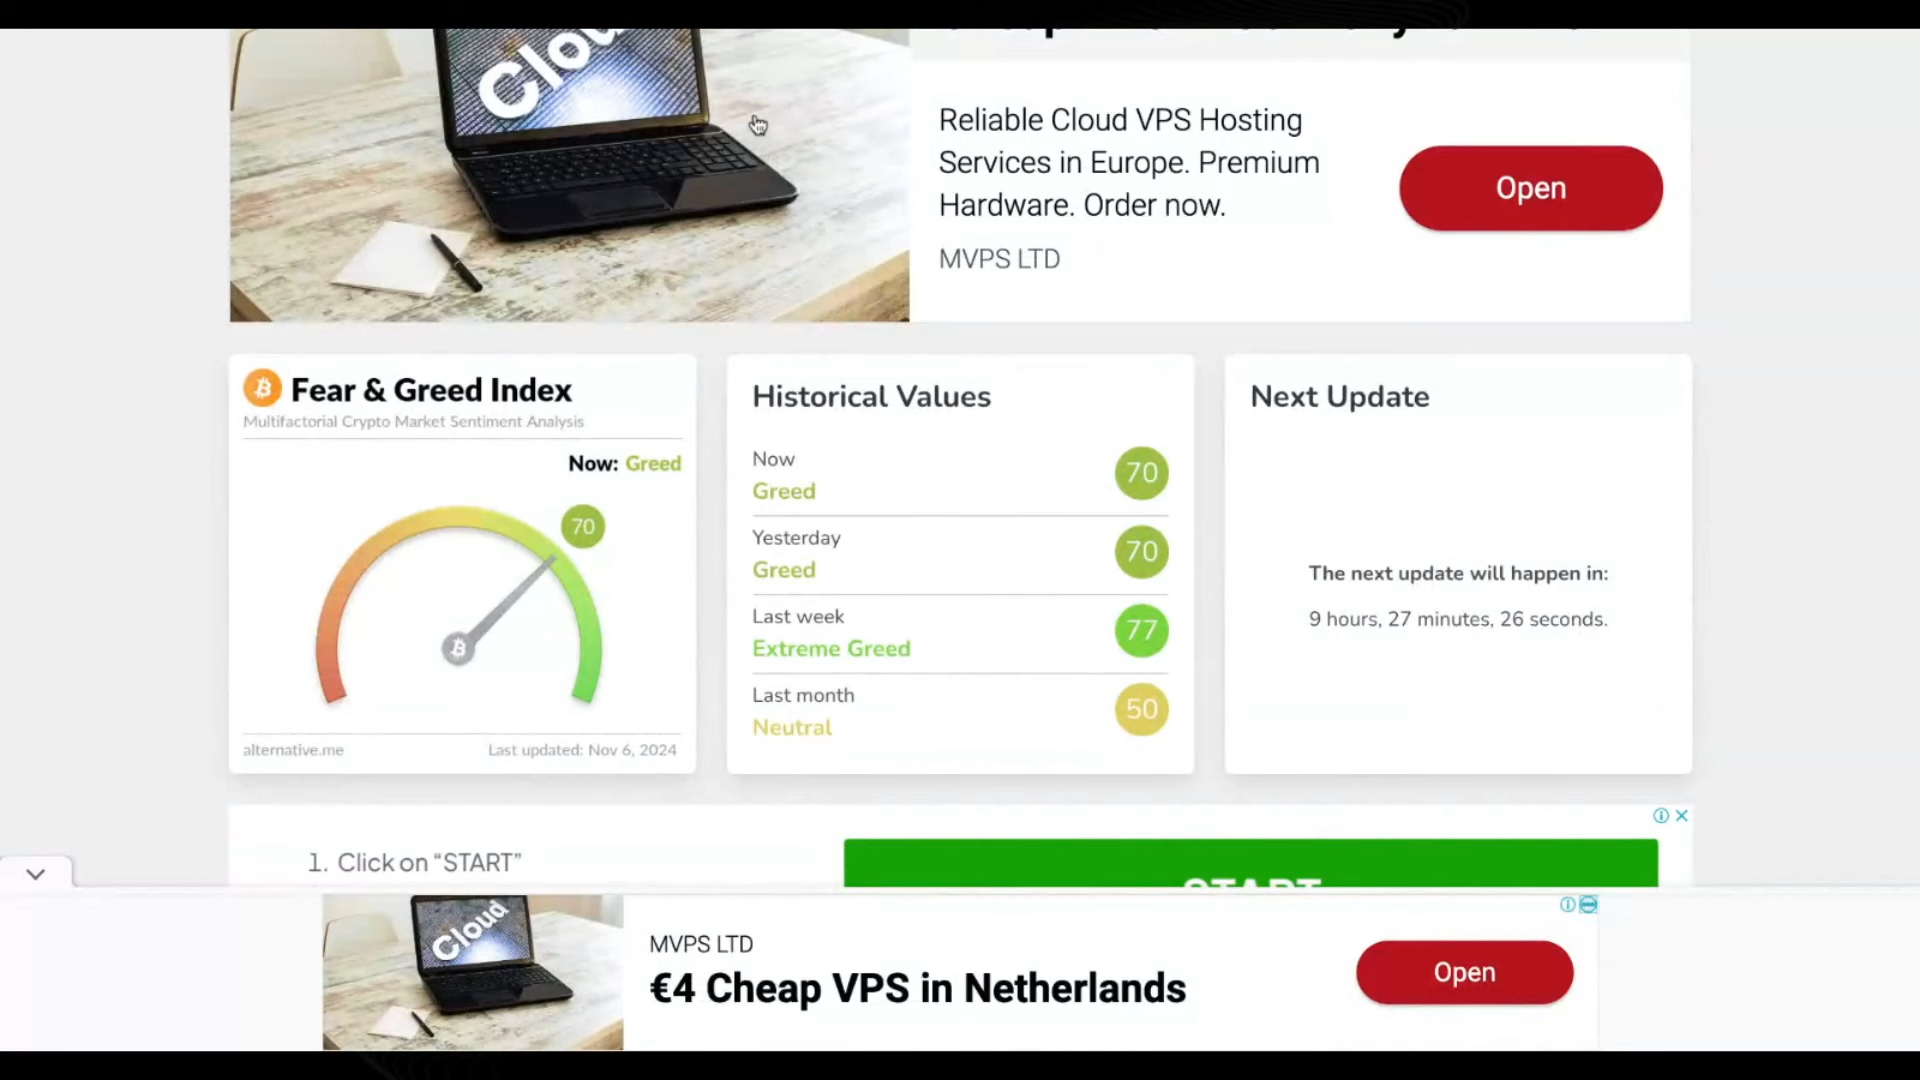 Clou
Reliable Cloud VPS Hosting
Services in Europe. Premium
Hardware. Order now.
MVPS LTD
Open
Fear & Greed Index
Multifactorial Crypto Market Sentiment Analysis
Now: Greed
70
alternative.me
Last updated: Nov 6, 2024
Historical Values
Now
Greed
70
Yesterday
Greed
70
Last week
Extreme Greed
77
Last month
Neutral
50
Next Update
The next update will happen in:
9 hours, 27 minutes, 26 seconds.
1. Click on “START”
START
Cloud
MVPS LTD
€4 Cheap VPS in Netherlands
Open